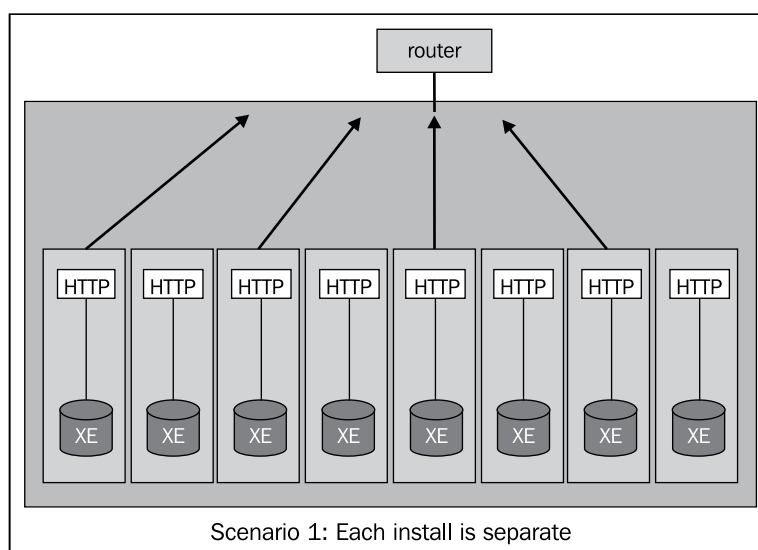 router
HTTP HTTP HTTP HTTP HTTP HTTP HTTP HTTP
XE XE XE XE XE XE XE XE
Scenario 1: Each install is separate